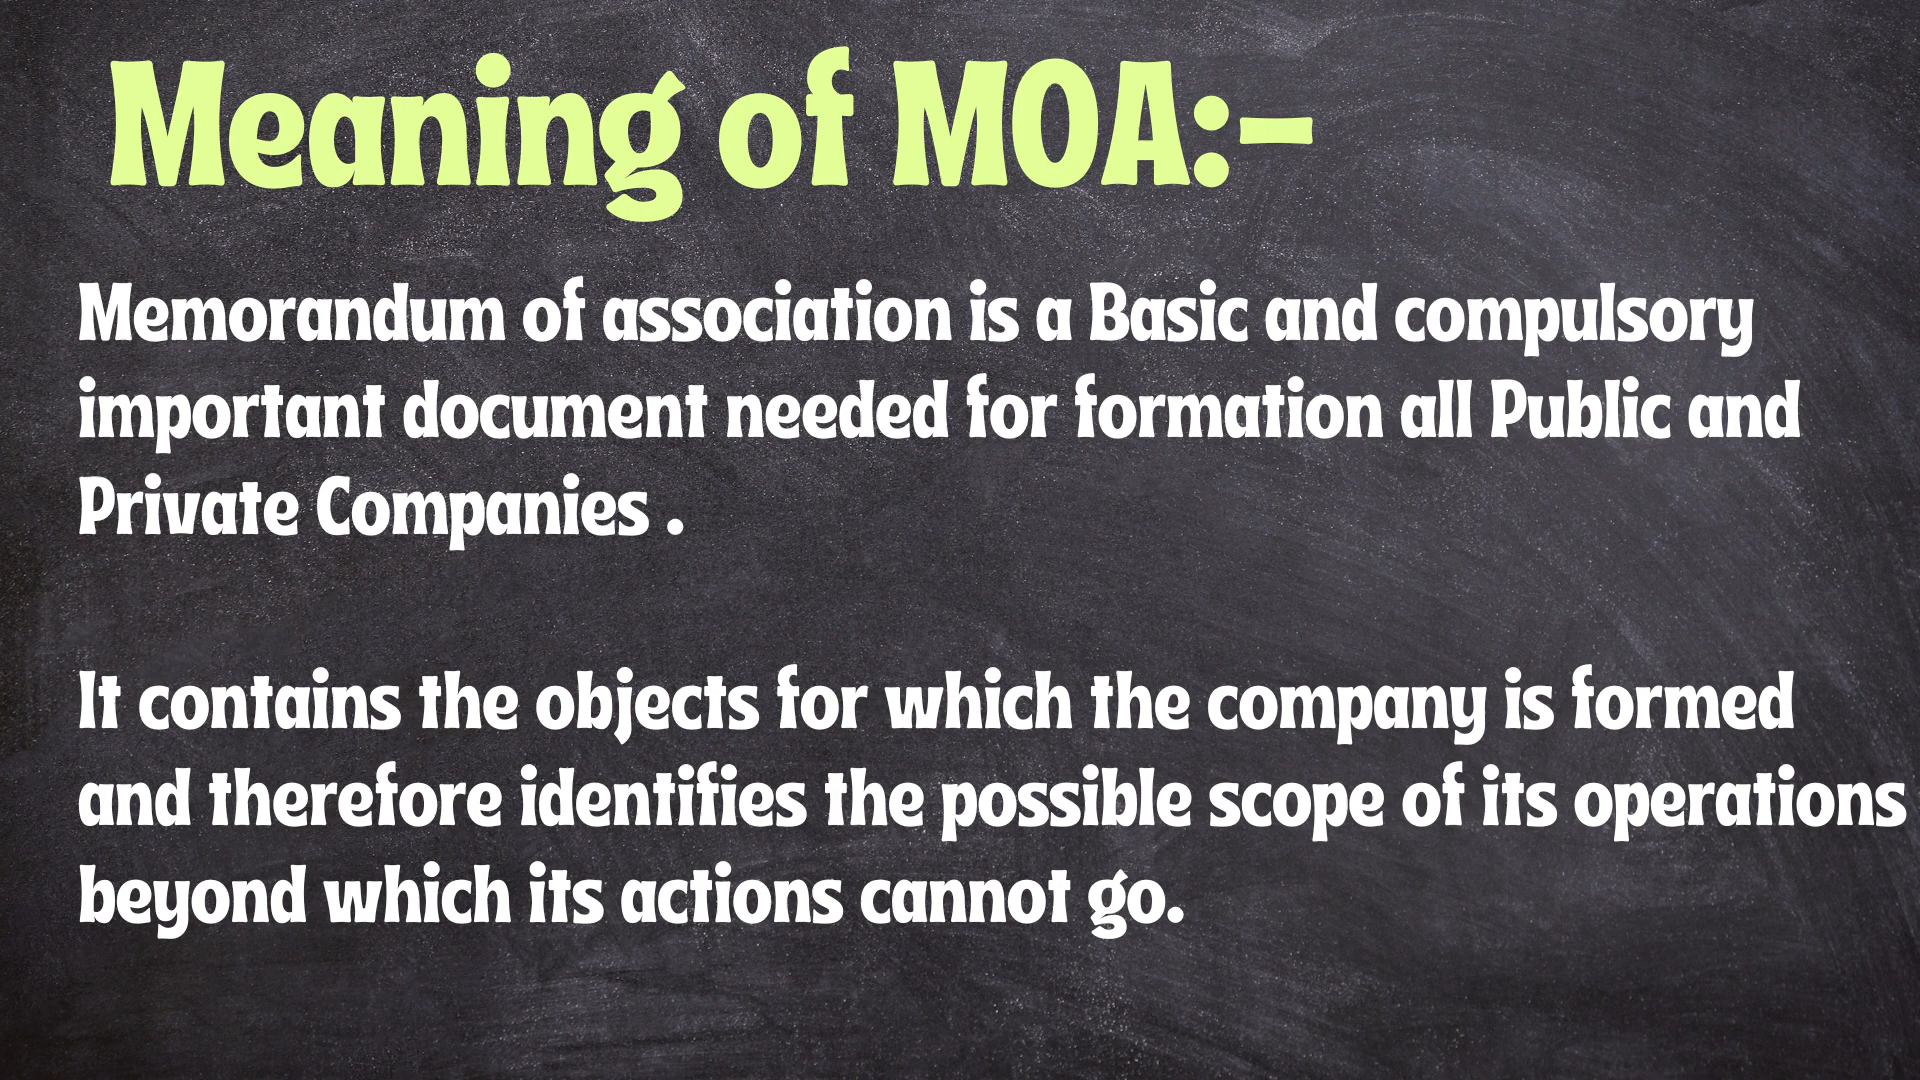 Meaning of MOA:-
Memorandum of association is a Basic and compulsory
important document needed for formation all Public and
Private Companies .
It contains the objects for which the company is formed
and therefore identifies the possible scope of its operations
beyond which its actions cannot go.